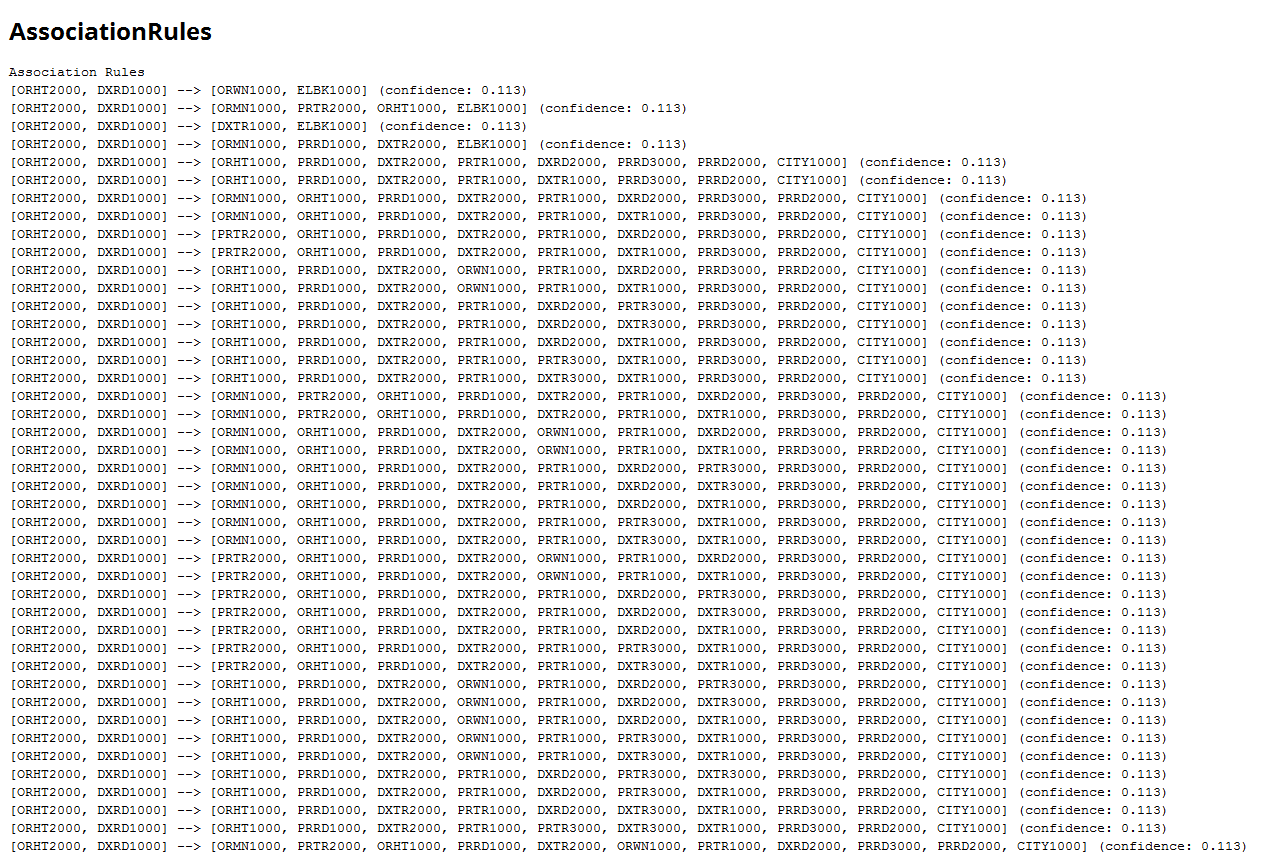 AssociationRules
Association Rules
[ORHT2000, DXRD1000] --> [ORWN1000, ELBK1000] (confidence: 0.113)
[ORHT2000, DXRD1000] --> [ORMN1000, PRTR2000, ORHT1000, ELBK1000] (confidence: 0.113)
[ORHT2000, DXRD1000] --> [DXTR1000, ELBK1000] (confidence: 0.113)
[ORHT2000, DXRD1000] --> [ORMN1000, PRRD1000, DXTR2000, ELBK1000] (confidence: 0.113)
[ORHT2000, DXRD1000] --> [ORHT1000, PRRD1000, DXTR2000, PRTR1000, DXRD2000, PRRD3000, PRRD2000, CITY1000] (confidence: 0.113)
[ORHT2000, DXRD1000] --> [ORHT1000, PRRD1000, DXTR2000, PRTR1000, DXTR1000, PRRD3000, PRRD2000, CITY1000] (confidence: 0.113)
[ORHT2000, DXRD1000] --> [ORMN1000, ORHT1000, PRRD1000, DXTR2000, PRTR1000, DXRD2000, PRRD3000, PRRD2000, CITY1000] (confidence: 0.113)
[ORHT2000, DXRD1000] --> [ORMN1000, ORHT1000, PRRD1000, DXTR2000, PRTR1000, DXTR1000, PRRD3000, PRRD2000, CITY1000] (confidence: 0.113)
[ORHT2000, DXRD1000] --> [PRTR2000, ORHT1000, PRRD1000, DXTR2000, PRTR1000, DXRD2000, PRRD3000, PRRD2000, CITY1000] (confidence: 0.113)
[ORHT2000, DXRD1000] --> [PRTR2000, ORHT1000, PRRD1000, DXTR2000, PRTR1000, DXTR1000, PRRD3000, PRRD2000, CITY1000] (confidence: 0.113)
[ORHT2000, DXRD1000] --> [ORHT1000, PRRD1000, DXTR2000, ORWN1000, PRTR1000, DXRD2000, PRRD3000, PRRD2000, CITY1000] (confidence: 0.113)
[ORHT2000, DXRD1000] --> [ORHT1000, PRRD1000, DXTR2000, ORWN1000, PRTR1000, DXTR1000, PRRD3000, PRRD2000, CITY1000] (confidence: 0.113)
[ORHT2000, DXRD1000] --> [ORHT1000, PRRD1000, DXTR2000, PRTR1000, DXRD2000, PRTR3000, PRRD3000, PRRD2000, CITY1000] (confidence: 0.113)
[ORHT2000, DXRD1000] --> [ORHT1000, PRRD1000, DXTR2000, PRTR1000, DXRD2000, DXTR3000, PRRD3000, PRRD2000, CITY1000] (confidence: 0.113)
[ORHT2000, DXRD1000] --> [ORHT1000, PRRD1000, DXTR2000, PRTR1000, DXRD2000, DXTR1000, PRRD3000, PRRD2000, CITY1000] (confidence: 0.113)
[ORHT2000, DXRD1000] --> [ORHT1000, PRRD1000, DXTR2000, PRTR1000, PRTR3000, DXTR1000, PRRD3000, PRRD2000, CITY1000] (confidence: 0.113)
[ORHT2000, DXRD1000] --> [ORHT1000, PRRD1000, DXTR2000, PRTR1000, DXTR3000, DXTR1000, PRRD3000, PRRD2000, CITY1000] (confidence: 0.113)
[ORHT2000, DXRD1000] --> [ORMN1000, PRTR2000, ORHT1000, PRRD1000, DXTR2000, PRTR1000, DXRD2000, PRRD3000, PRRD2000, CITY1000] (confidence: 0.113)
[ORHT2000, DXRD1000] --> [ORMN1000, PRTR2000, ORHT1000, PRRD1000, DXTR2000, PRTR1000, DXTR1000, PRRD3000, PRRD2000, CITY1000] (confidence: 0.113)
[ORHT2000, DXRD1000] --> [ORMN1000, ORHT1000, PRRD1000, DXTR2000, ORWN1000, PRTR1000, DXRD2000, PRRD3000, PRRD2000, CITY1000] (confidence: 0.113)
[ORHT2000, DXRD1000] --> [ORMN1000, ORHT1000, PRRD1000, DXTR2000, ORWN1000, PRTR1000, DXTR1000, PRRD3000, PRRD2000, CITY1000] (confidence: 0.113)
[ORHT2000, DXRD1000] --> [ORMN1000, ORHT1000, PRRD1000, DXTR2000, PRTR1000, DXRD2000, PRTR3000, PRRD3000, PRRD2000, CITY1000] (confidence: 0.113)
[ORHT2000, DXRD1000] --> [ORMN1000, ORHT1000, PRRD1000, DXTR2000, PRTR1000, DXRD2000, DXTR3000, PRRD3000, PRRD2000, CITY1000] (confidence: 0.113)
[ORHT2000, DXRD1000] --> [ORMN1000, ORHT1000, PRRD1000, DXTR2000, PRTR1000, DXRD2000, DXTR1000, PRRD3000, PRRD2000, CITY1000] (confidence: 0.113)
[ORHT2000, DXRD1000] --> [ORMN1000, ORHT1000, PRRD1000, DXTR2000, PRTR1000, PRTR3000, DXTR1000, PRRD3000, PRRD2000, CITY1000] (confidence: 0.113)
[ORHT2000, DXRD1000] --> [ORMN1000, ORHT1000, PRRD1000, DXTR2000, PRTR1000, DXTR3000, DXTR1000, PRRD3000, PRRD2000, CITY1000] (confidence: 0.113)
[ORHT2000, DXRD1000] --> [PRTR2000, ORHT1000, PRRD1000, DXTR2000, ORWN1000, PRTR1000, DXRD2000, PRRD3000, PRRD2000, CITY1000] (confidence: 0.113)
[ORHT2000, DXRD1000] --> [PRTR2000, ORHT1000, PRRD1000, DXTR2000, ORWN1000, PRTR1000, DXTR1000, PRRD3000, PRRD2000, CITY1000] (confidence: 0.113)
[ORHT2000, DXRD1000] --> [PRTR2000, ORHT1000, PRRD1000, DXTR2000, PRTR1000, DXRD2000, PRTR3000, PRRD3000, PRRD2000, CITY1000] (confidence: 0.113)
[ORHT2000, DXRD1000] --> [PRTR2000, ORHT1000, PRRD1000, DXTR2000, PRTR1000, DXRD2000, DXTR3000, PRRD3000, PRRD2000, CITY1000] (confidence: 0.113)
[ORHT2000, DXRD1000] --> [PRTR2000, ORHT1000, PRRD1000, DXTR2000, PRTR1000, DXRD2000, DXTR1000, PRRD3000, PRRD2000, CITY1000] (confidence: 0.113)
[ORHT2000, DXRD1000] --> [PRTR2000, ORHT1000, PRRD1000, DXTR2000, PRTR1000, PRTR3000, DXTR1000, PRRD3000, PRRD2000, CITY1000] (confidence: 0.113)
[ORHT2000, DXRD1000] --> [PRTR2000, ORHT1000, PRRD1000, DXTR2000, PRTR1000, DXTR3000, DXTR1000, PRRD3000, PRRD2000, CITY1000] (confidence: 0.113)
[ORHT2000, DXRD1000] --> [ORHT1000, PRRD1000, DXTR2000, ORWN1000, PRTR1000, DXRD2000, PRTR3000, PRRD3000, PRRD2000, CITY1000] (confidence: 0.113)
[ORHT2000, DXRD1000] --> [ORHT1000, PRRD1000, DXTR2000, ORWN1000, PRTR1000, DXRD2000, DXTR3000, PRRD3000, PRRD2000, CITY1000] (confidence: 0.113)
[ORHT2000, DXRD1000] --> [ORHT1000, PRRD1000, DXTR2000, ORWN1000, PRTR1000, DXRD2000, DXTR1000, PRRD3000, PRRD2000, CITY1000] (confidence: 0.113)
[ORHT2000, DXRD1000] --> [ORHT1000, PRRD1000, DXTR2000, ORWN1000, PRTR1000, PRTR3000, DXTR1000, PRRD3000, PRRD2000, CITY1000] (confidence: 0.113)
[ORHT2000, DXRD1000] --> [ORHT1000, PRRD1000, DXTR2000, ORWN1000, PRTR1000, DXTR3000, DXTR1000, PRRD3000, PRRD2000, CITY1000] (confidence: 0.113)
[ORHT2000, DXRD1000] --> [ORHT1000, PRRD1000, DXTR2000, PRTR1000, DXRD2000, PRTR3000, DXTR3000, PRRD3000, PRRD2000, CITY1000] (confidence: 0.113)
[ORHT2000, DXRD1000] --> [ORHT1000, PRRD1000, DXTR2000, PRTR1000, DXRD2000, PRTR3000, DXTR1000, PRRD3000, PRRD2000, CITY1000] (confidence: 0.113)
[ORHT2000, DXRD1000] --> [ORHT1000, PRRD1000, DXTR2000, PRTR1000, DXRD2000, DXTR3000, DXTR1000, PRRD3000, PRRD2000, CITY1000] (confidence: 0.113)
[ORHT2000, DXRD1000] --> [ORHT1000, PRRD1000, DXTR2000, PRTR1000, PRTR3000, DXTR3000, DXTR1000, PRRD3000, PRRD2000, CITY1000] (confidence: 0.113)
[ORHT2000, DXRD1000] --> [ORMN1000, PRTR2000, ORHT1000, PRRD1000, DXTR2000, ORWN1000, PRTR1000, DXRD2000, PRRD3000, PRRD2000, CITY1000] (confidence: 0.113)